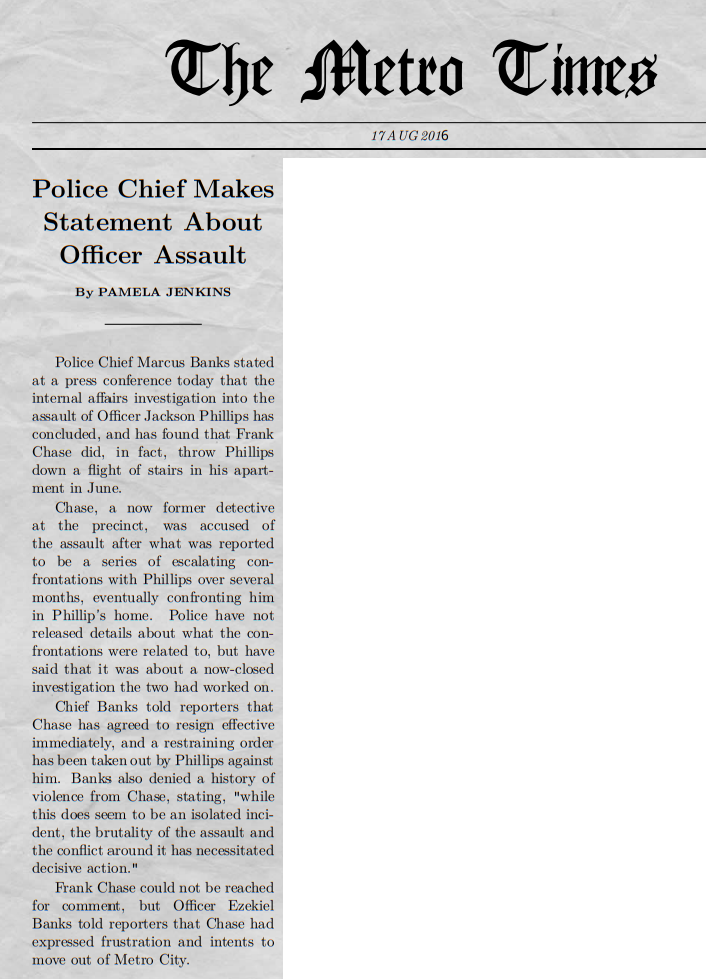 The Metro Times
17 AUG 2016
Police Chief Makes
Statement About
Officer Assault
By PAMELA JENKINS
Police Chief Marcus Banks stated
at a press conference today that the
internal affairs investigation into the
assault of Officer Jackson Phillips has
concluded, and has found that Frank
Chase did, in fact, throw Phillips
down a flight of stairs in his apart-
ment in June.
Chase, a now former detective
at the precinct, was accused of
the assault after what was reported
to be a series of escalating con-
frontations with Phillips over several
months, eventually confronting him
in Phillip's home. Police have not
released details about what the con-
frontations were related to, but have
said that it was about a now-closed
investigation the two had worked on.
Chief Banks told reporters that
Chase has agreed to resign effective
immediately, and a restraining order
has been taken out by Phillips against
him. Banks also denied a history of
violence from Chase, stating, "while
this does seem to be an isolated inci-
dent, the brutality of the assault and
the conflict around it has necessitated
decisive action."
Frank Chase could not be reached
for comment, but Officer Ezekiel
Banks told reporters that Chase had
expressed frustration and intents to
move out of Metro City.